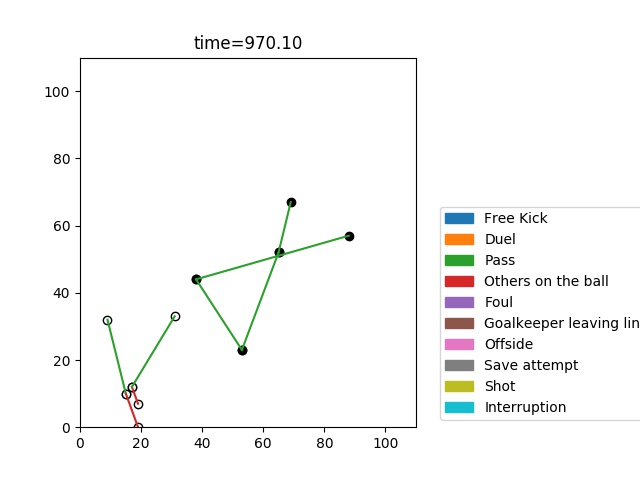 time=970.10
100
80
60
40
20
0
0 20 40 60 80 100
Free Kick
Duel
Pass
Others on the ball
Foul
Goalkeeper leaving lin
Offside
Save attempt
Shot
Interruption